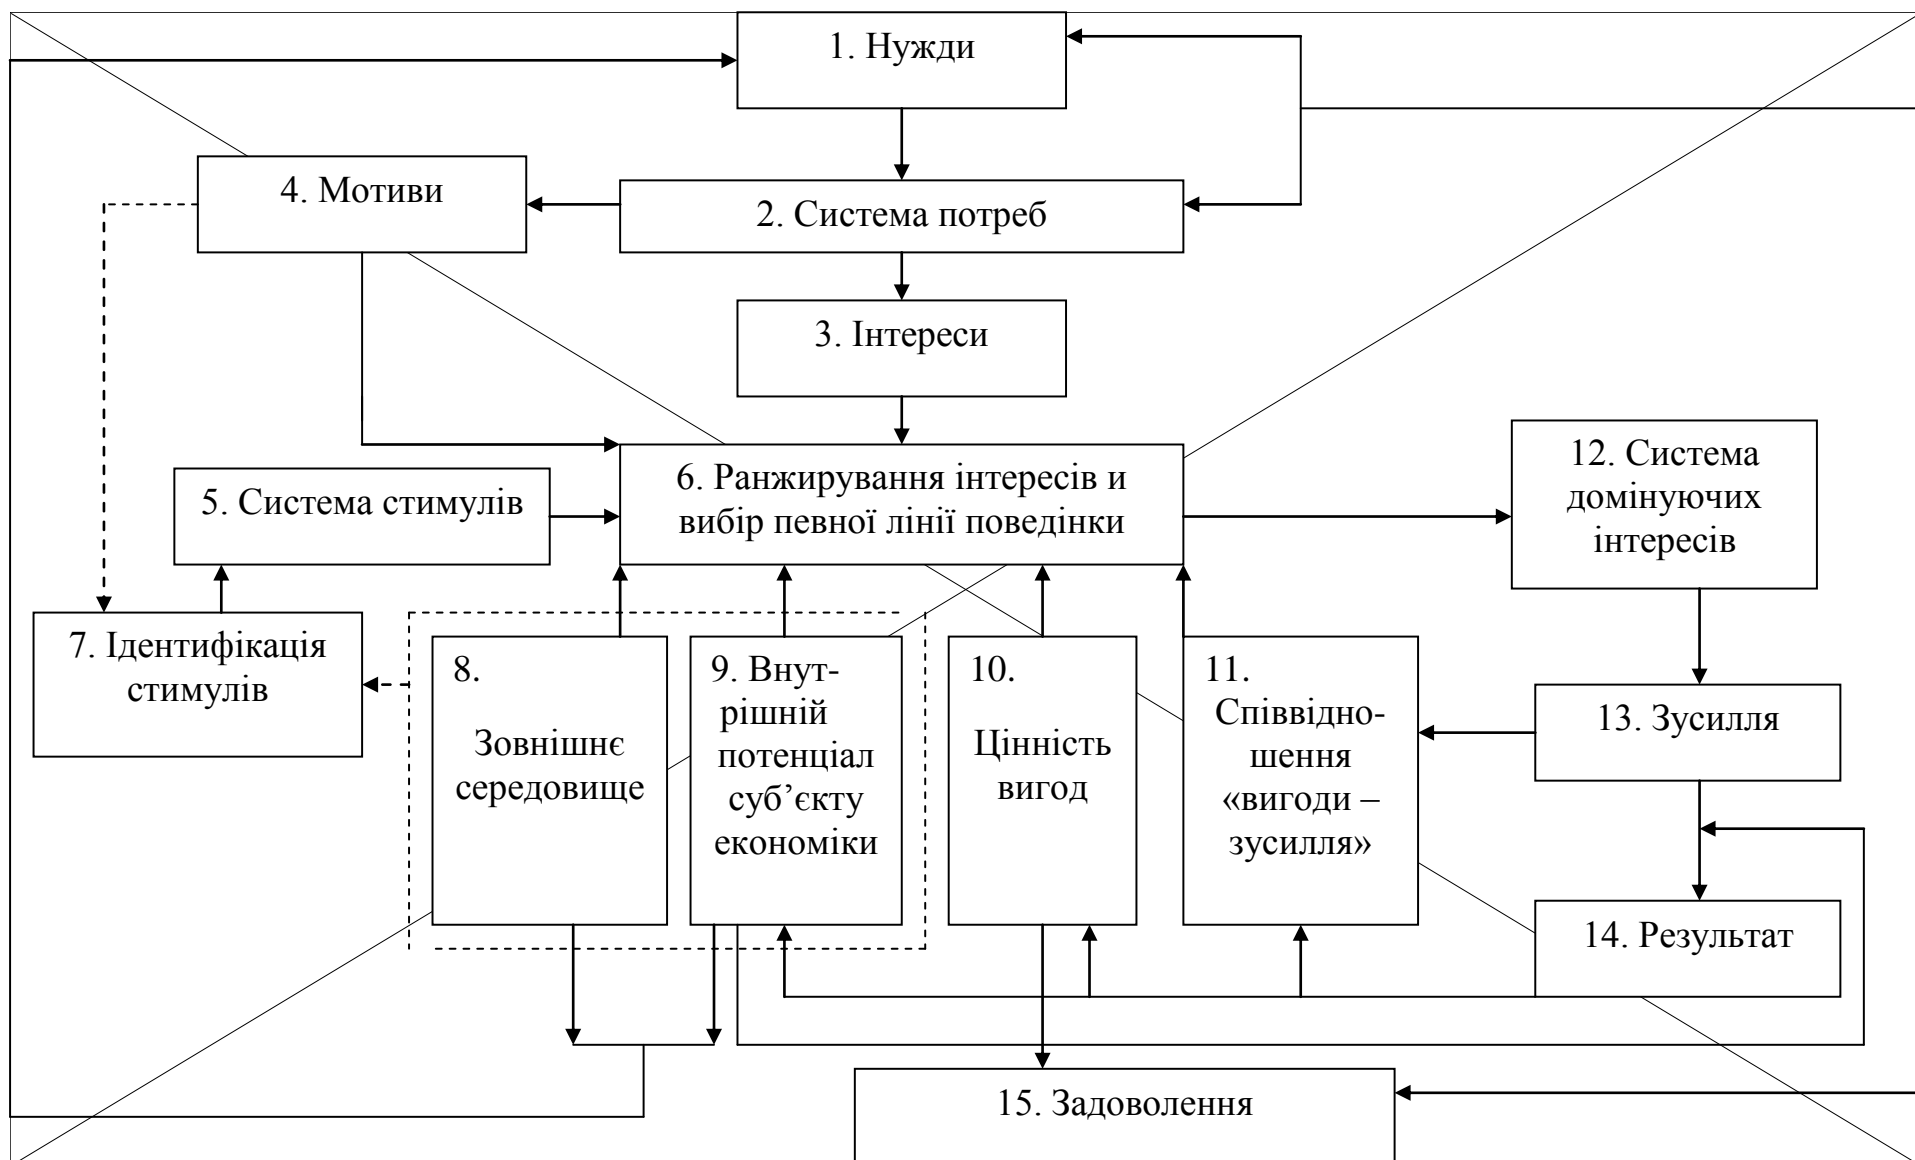 1. Нужди
4. Мотиви
2. Система потреб
3. Інтереси
6. Ранжирування інтересів и
вибір певної лінії поведінки
12. Система
домінуючих
інтересів
5. Система стимулів
7. Ідентифікація
стимулів
8.
Зовнішнє
середовище
9. Внут-
рішній
потенціал
суб’єкту
економіки
10.
Цінність
вигод
11.
Співвідно-
шення
«вигоди –
зусилля»
13. Зусилля
14. Результат
15. Задоволення